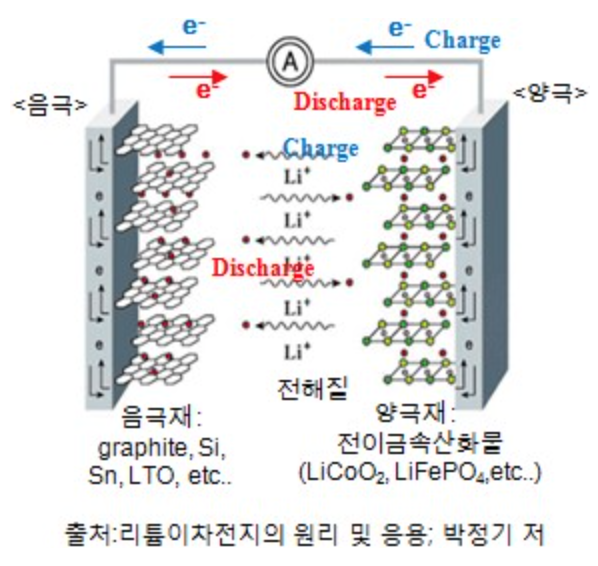 e-
e-
Charge
A
e-
Discharge
e-
<음극>
<양극>
Charge
Li+
e
e
Li+
Discharge
Li+
e
e
Li+
e
e
Li+
전해질
음극재:
graphite, Si,
Sn, LTO, etc..
양극재:
전이금속산화물
(LiCoO2, LiFePO4,etc..)
출처:리튬이차전지의 원리 및 응용; 박정기 저